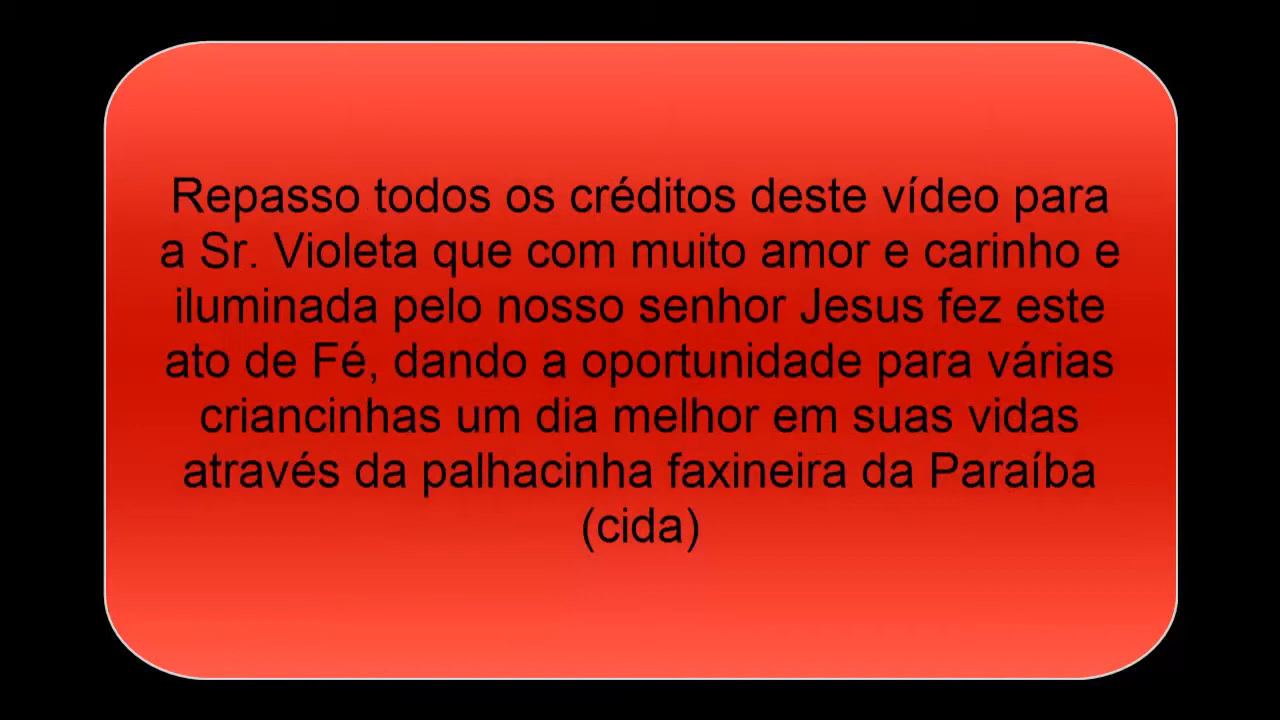 Repasso todos os créditos deste vídeo para
a Sr. Violeta que com muito amor e carinho e
iluminada pelo nosso senhor Jesus fez este
ato de Fé, dando a oportunidade para várias
criancinhas um dia melhor em suas vidas
através da palhacinha faxineira da Paraíba
(cida)